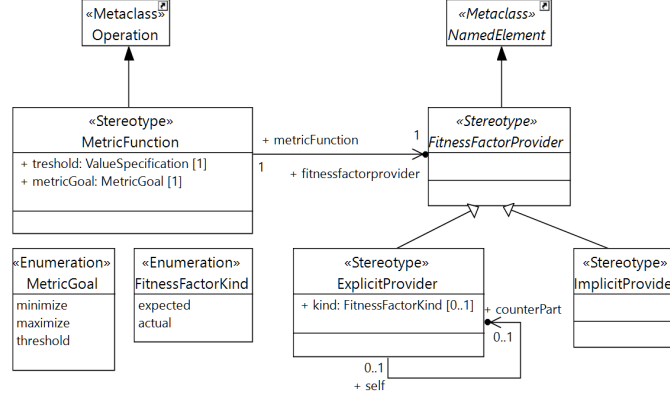 «Metaclass»
Operation
«Metaclass»
NamedElement
«Stereotype»
MetricFunction
+ treshold: ValueSpecification [1]
+ metricGoal: MetricGoal [1]
+ metricFunction
1
1
+ fitnessfactorprovider
«Stereotype»
FitnessFactorProvider
«Enumeration»
MetricGoal
minimize
maximize
threshold
«Enumeration»
FitnessFactorKind
expected
actual
«Stereotype»
ExplicitProvider
+ kind: FitnessFactorKind [0..1]
+ counterPart
0..1
0..1
+ self
«Stereotype»
ImplicitProvide